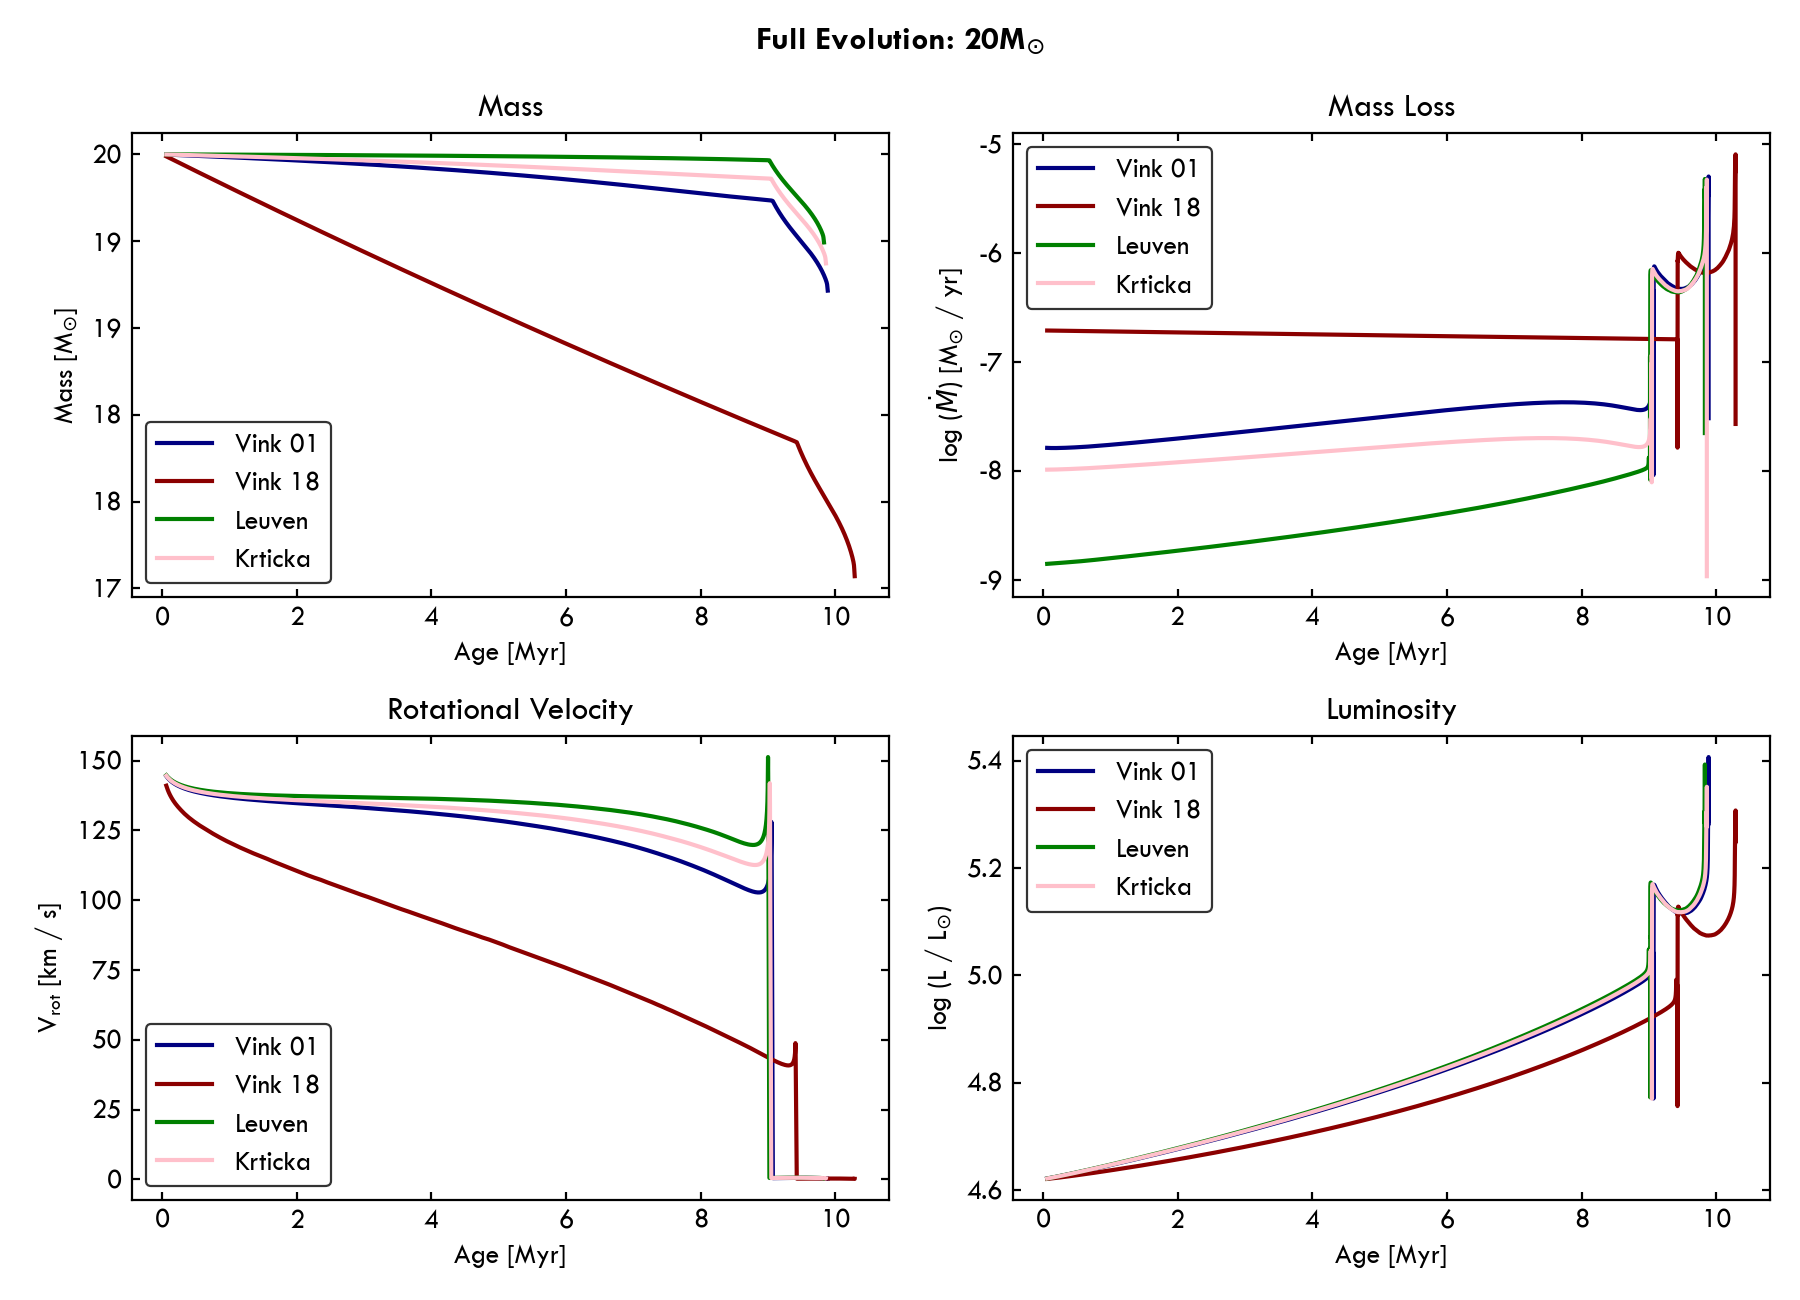 Full Evolution: 20M⊙
Mass
20
19
19
18
18
17
0 2 4 6 8 10
Mass [M⊙]
Age [Myr]
Vink 01
Vink 18
Leuven
Krticka
Mass Loss
-5
-6
-7
-8
-9
0 2 4 6 8 10
log (Ṁ) [M⊙ / yr]
Age [Myr]
Vink 01
Vink 18
Leuven
Krticka
Rotational Velocity
150
125
100
75
50
25
0
0 2 4 6 8 10
Vrot [km / s]
Age [Myr]
Vink 01
Vink 18
Leuven
Krticka
Luminosity
5.4
5.2
5.0
4.8
4.6
0 2 4 6 8 10
log (L / L⊙)
Age [Myr]
Vink 01
Vink 18
Leuven
Krticka